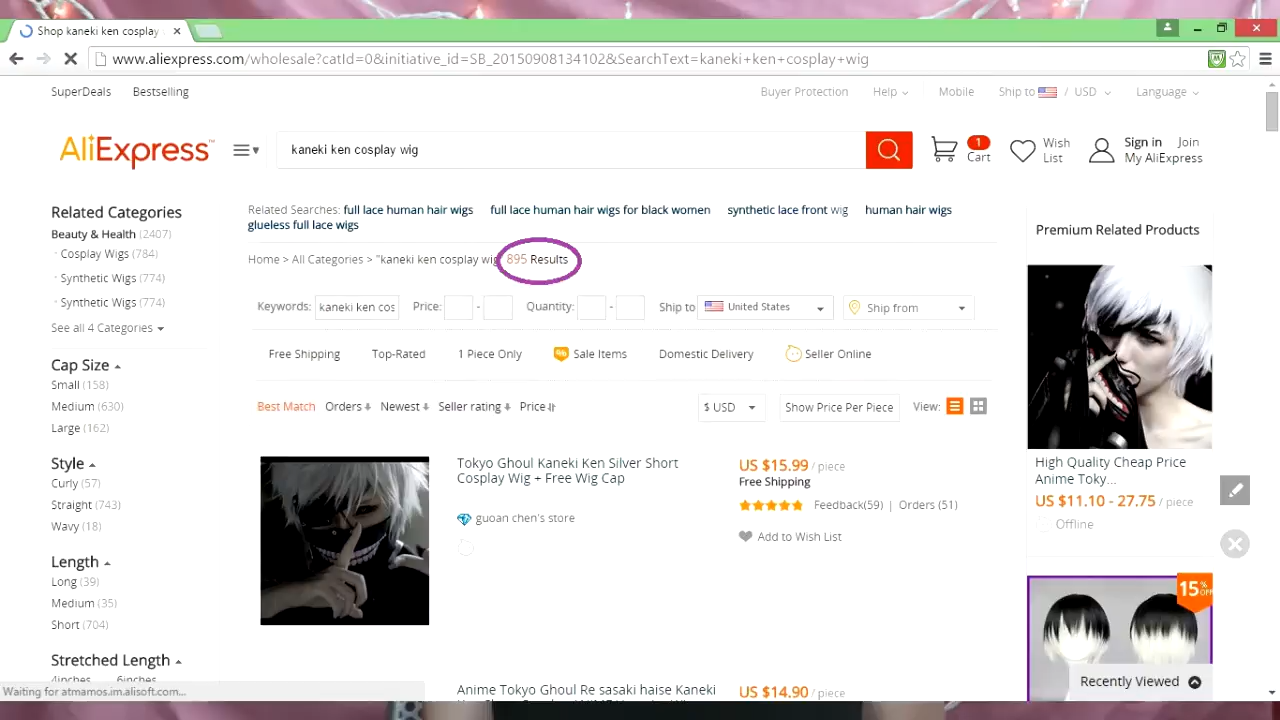 Shop kaneki ken cosplay
www.aliexpress.com/wholesale?catId=0&initiative_id=SB_20150908134102&SearchText=kaneki+ken+cosplay+wig
SuperDeals Bestselling Buyer Protection Help Mobile Ship to / USD Language
AliExpress™ kaneki ken cosplay wig 1 Cart Wish List Sign in Join My AliExpress
Related Categories
Beauty & Health (2407)
Cosplay Wigs (784)
Synthetic Wigs (774)
Synthetic Wigs (774)
See all 4 Categories
Cap Size
Small (158)
Medium (630)
Large (162)
Style
Curly (57)
Straight (743)
Wavy (18)
Length
Long (39)
Medium (35)
Short (704)
Stretched Length
4inches 6inches
Waiting for atmamos.im.alisoft.com...
Related Searches: full lace human hair wigs full lace human hair wigs for black women synthetic lace front wig human hair wigs
glueless full lace wigs
Home > All Categories > "kaneki ken cosplay wig 895 Results
Keywords: kaneki ken cos Price: - Quantity: - Ship to United States Ship from
Free Shipping Top-Rated 1 Piece Only Sale Items Domestic Delivery Seller Online
Best Match Orders Newest Seller rating Price $ USD Show Price Per Piece View:
Tokyo Ghoul Kaneki Ken Silver Short
Cosplay Wig + Free Wig Cap
guoan chen's store
US $15.99 / piece
Free Shipping
Feedback(59) | Orders (51)
Add to Wish List
Anime Tokyo Ghoul Re sasaki haise Kaneki
US $14.90 / piece
Premium Related Products
High Quality Cheap Price
Anime Toky...
US $11.10 - 27.75 / piece
Offline
15% OFF
Recently Viewed